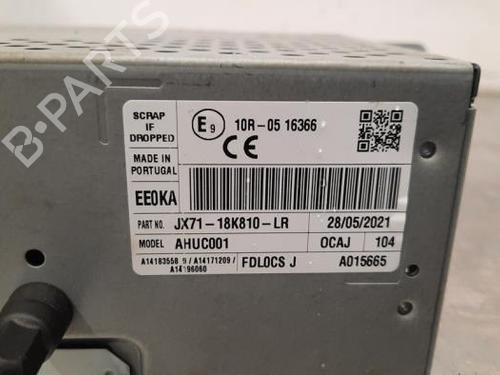 B-PARTS
SCRAP IF DROPPED
E9 10R-05 16366
CE
MADE IN PORTUGAL
EE0KA
PART NO. JX71-18K810-LR 28/05/2021
MODEL AHUC001 OCAJ 104
A14183558 9 / A14171209 / A14196060
FDLOCS J A015665